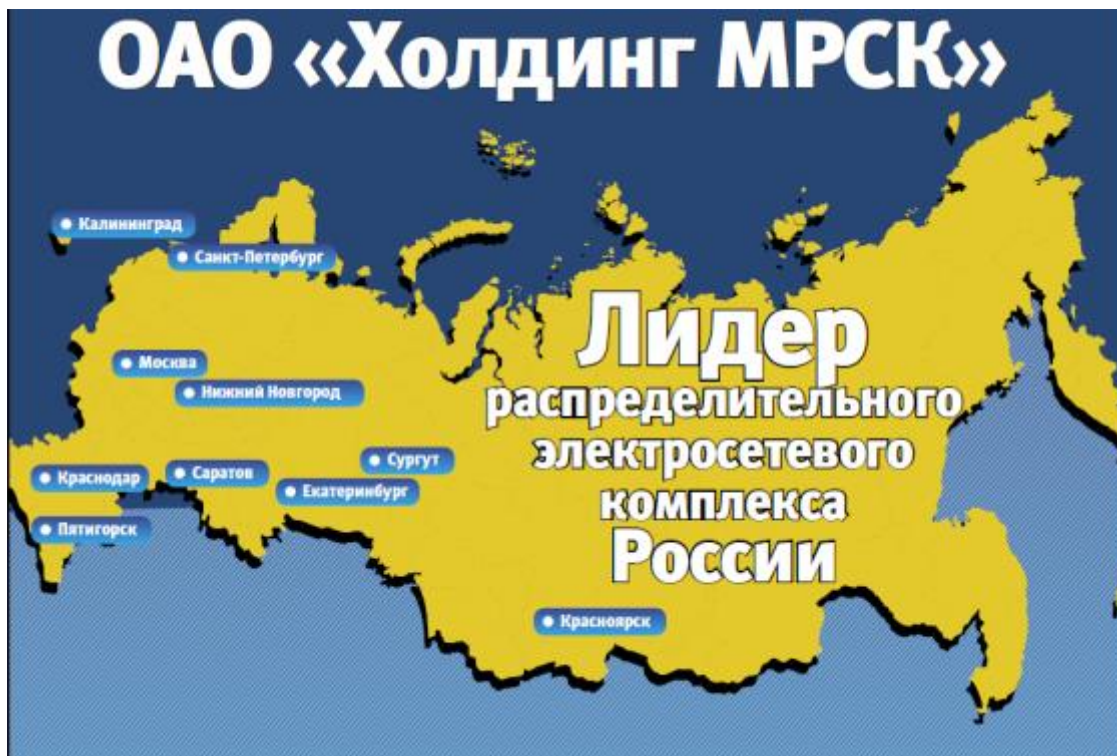 ОАО «Холдинг МРСК»
Калининград
Санкт-Петербург
Лидер
распределительного
электросетевого
комплекса
России
Москва
Нижний Новгород
Сургут
Саратов
Краснодар
Екатеринбург
Пятигорск
Красноярск